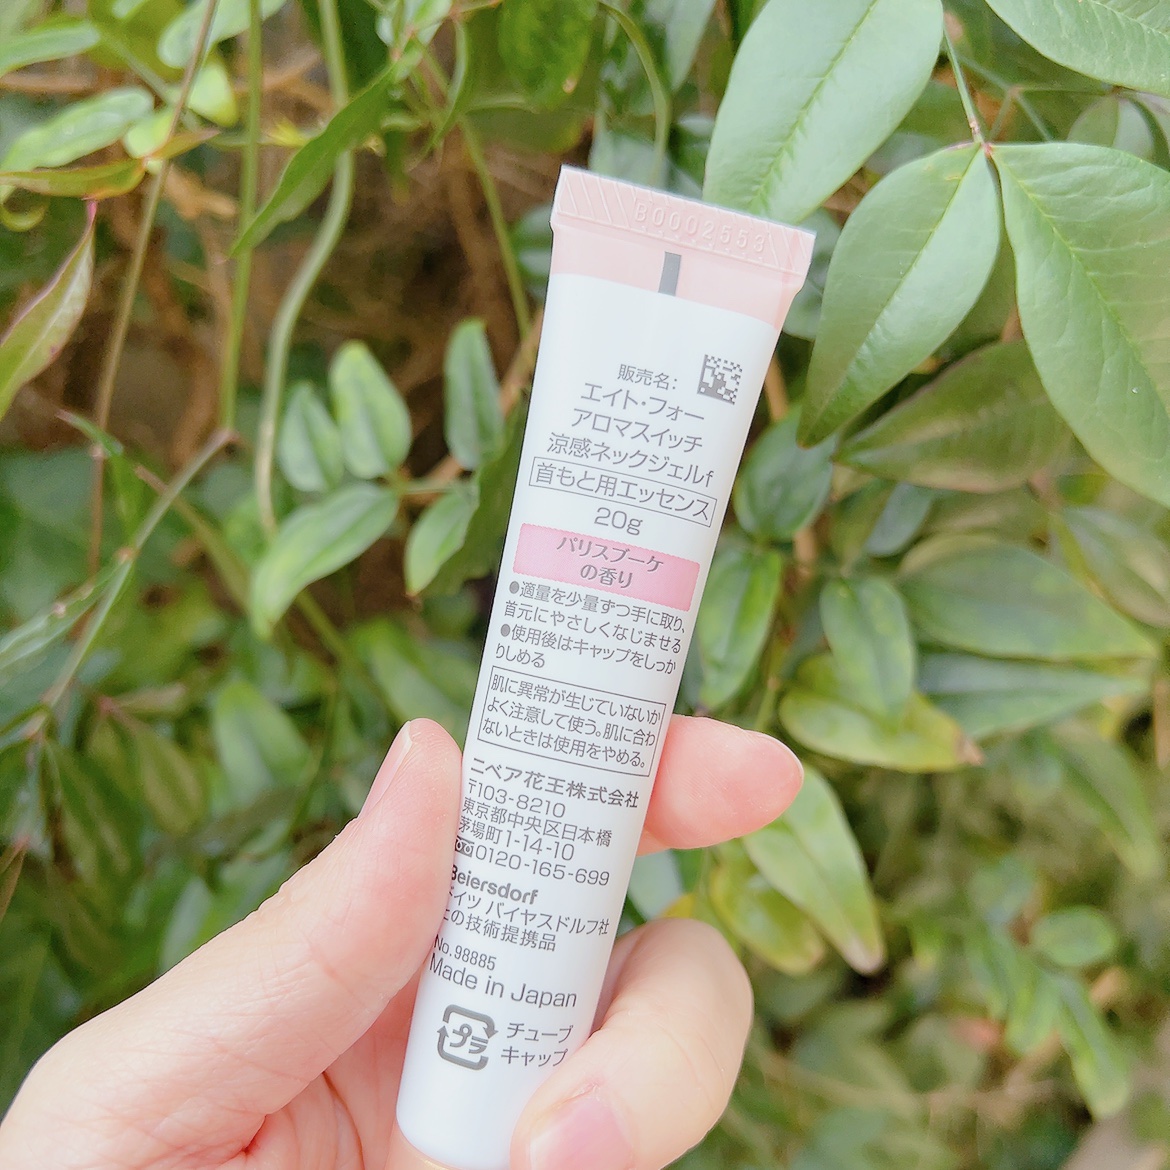 B0002553
販売名:
エイト・フォー
アロマスイッチ
涼感ネックジェルf
首もと用エッセンス
20g
パリスブーケ
の香り
●適量を少量ずつ手に取り、
首元にやさしくなじませる
●使用後はキャップをしっか
りしめる
肌に異常が生じていないか
よく注意して使う。肌に合わ
ないときは使用をやめる。
ニベア花王株式会社
〒103-8210
東京都中央区日本橋
茅場町1-14-10
0120-165-699
Beiersdorf
ドイツ バイヤスドルフ社
との技術提携品
No. 98885
Made in Japan
プラ
チューブ
キャップ